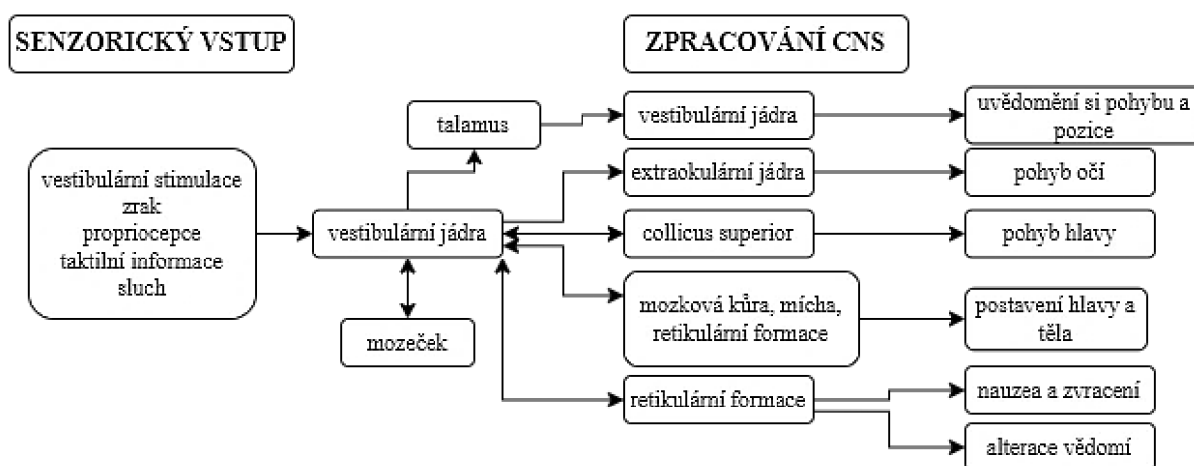 SENZORICKÝ VSTUP
ZPRACOVÁNÍ CNS
vestibulární stimulace
zrak
propriocepce
taktilní informace
sluch
talamus
vestibulární jádra
mozeček
vestibulární jádra
extraokulární jádra
collicus superior
mozková kůra, mícha,
retikulární formace
retikulární formace
uvědomění si pohybu a
pozice
pohyb očí
pohyb hlavy
postavení hlavy a
těla
nauzea a zvracení
alterace vědomí